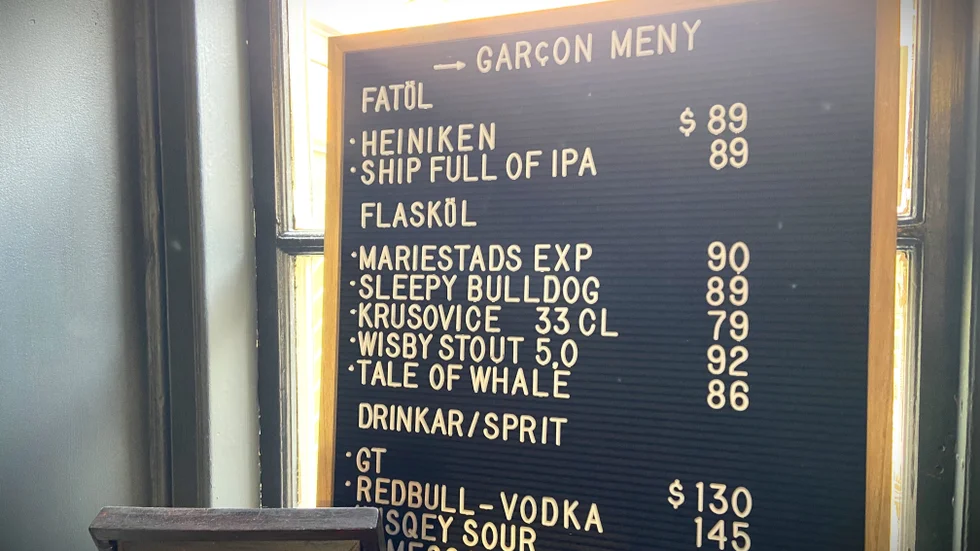 → GARÇON MENY
FATÖL
· HEINIKEN $ 89
· SHIP FULL OF IPA 89
FLASKÖL
· MARIESTADS EXP 90
· SLEEPY BULLDOG 89
· KRUSOVICE 33 CL 79
· WISBY STOUT 5,0 92
· TALE OF WHALE 86
DRINKAR/SPRIT
· GT $ 130
· REDBULL-VODKA 145
SOUR